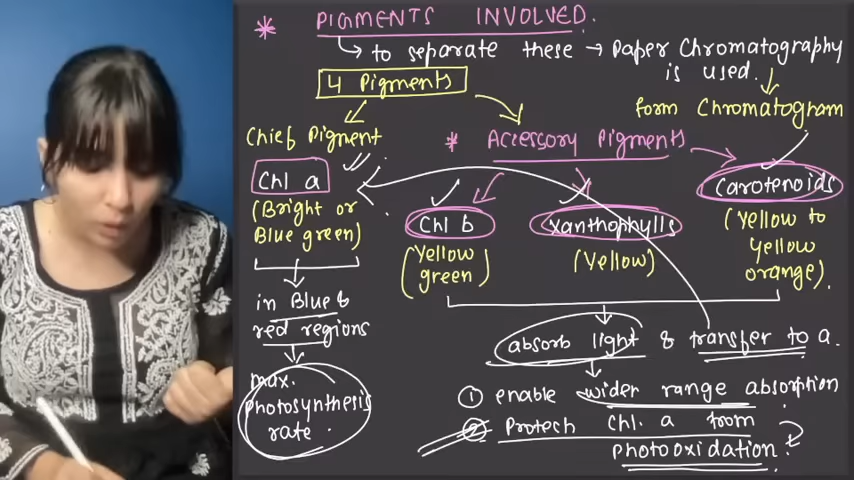 * PIGMENTS INVOLVED.
to separate these → Paper Chromatography
is used.
4 Pigments
form Chromatogram
Chief Pigment
* Accessory Pigments
Chl a
Carotenoids
(Bright or
Blue green)
Chl b
Xanthophylls
(Yellow
green)
(Yellow)
(Yellow to
yellow
orange).
in Blue &
red regions
absorb light & transfer to a.
max.
photosynthesis
rate.
① enable wider range absorption
② Protech Chl. a from
photooxidation.